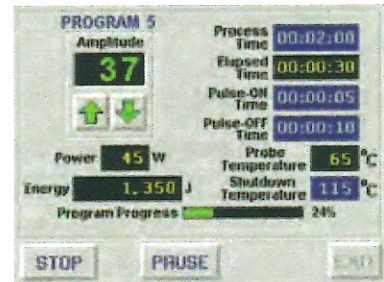 PROGRAM 5
Amplitude
37
Process Time 00:02:00
Elapsed Time 00:00:30
Pulse-ON Time 00:00:05
Pulse-OFF Time 00:00:10
Power 45 W
Probe Temperature 65 °C
Energy 1.350 J
Shutdown Temperature 115 °C
Program Progress 24%
STOP PAUSE EXIT